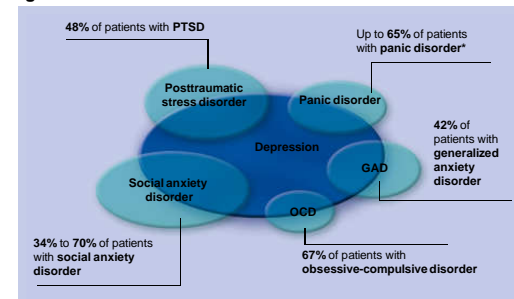 48% of patients with PTSD
Up to 65% of patients
with panic disorder*
Posttraumatic
stress disorder
Panic disorder
Depression
42% of
patients with
generalized
anxiety
disorder
GAD
Social anxiety
disorder
OCD
34% to 70% of patients
with social anxiety
disorder
67% of patients with
obsessive-compulsive disorder